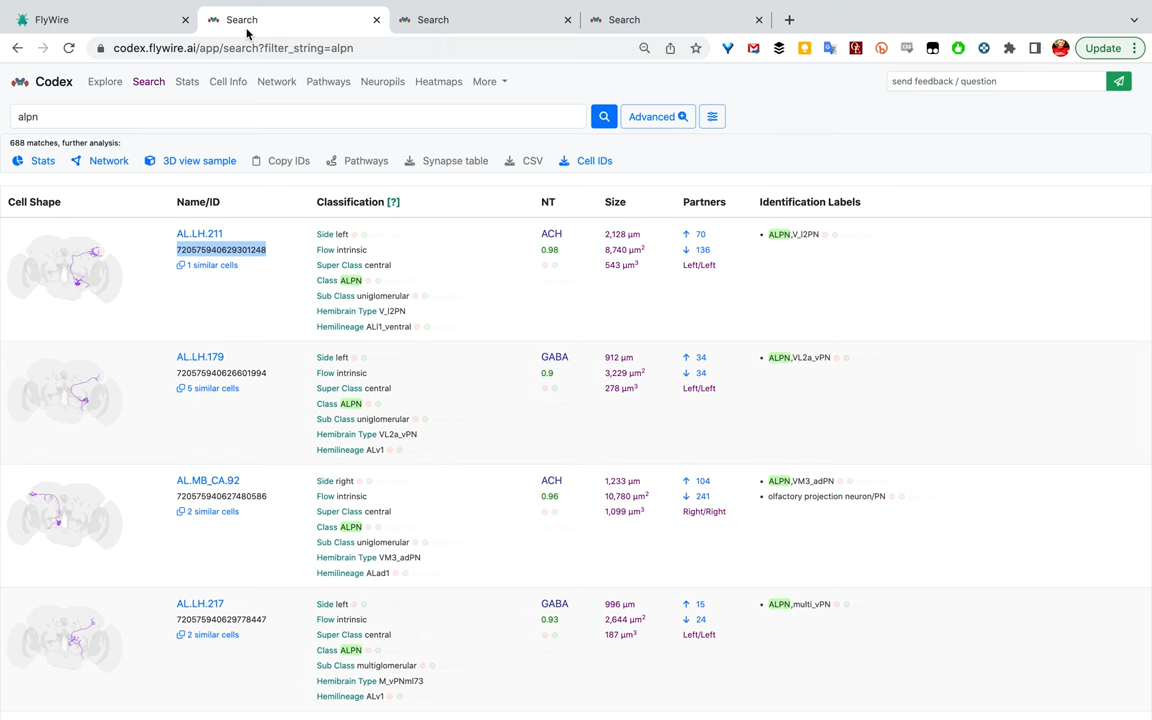 FlyWire
Search
Search
Search
codex.flywire.ai/app/search?filter_string=alpn
Update
Codex
Explore
Search
Stats
Cell Info
Network
Pathways
Neuropils
Heatmaps
More
send feedback / question
alpn
Advanced
688 matches, further analysis:
Stats
Network
3D view sample
Copy IDs
Pathways
Synapse table
CSV
Cell IDs
Cell Shape
Name/ID
Classification [?]
NT
Size
Partners
Identification Labels
AL.LH.211
720575940629301248
1 similar cells
Side left
Flow intrinsic
Super Class central
Class ALPN
Sub Class uniglomerular
Hemibrain Type V_l2PN
Hemilineage ALl1_ventral
ACH
0.98
2,128 μm
8,740 μm²
543 μm³
↑ 70
↓ 136
Left/Left
• ALPN,V_l2PN
AL.LH.179
720575940626601994
5 similar cells
Side left
Flow intrinsic
Super Class central
Class ALPN
Sub Class uniglomerular
Hemibrain Type VL2a_vPN
Hemilineage ALv1
GABA
0.9
912 μm
3,229 μm²
278 μm³
↑ 34
↓ 34
Left/Left
• ALPN,VL2a_vPN
AL.MB_CA.92
720575940627480586
2 similar cells
Side right
Flow intrinsic
Super Class central
Class ALPN
Sub Class uniglomerular
Hemibrain Type VM3_adPN
Hemilineage ALad1
ACH
0.96
1,233 μm
10,780 μm²
1,099 μm³
↑ 104
↓ 241
Right/Right
• ALPN,VM3_adPN
• olfactory projection neuron/PN
AL.LH.217
720575940629778447
2 similar cells
Side left
Flow intrinsic
Super Class central
Class ALPN
Sub Class multiglomerular
Hemibrain Type M_vPNml73
Hemilineage ALv1
GABA
0.93
996 μm
2,644 μm²
187 μm³
↑ 15
↓ 24
Left/Left
• ALPN,multi_vPN